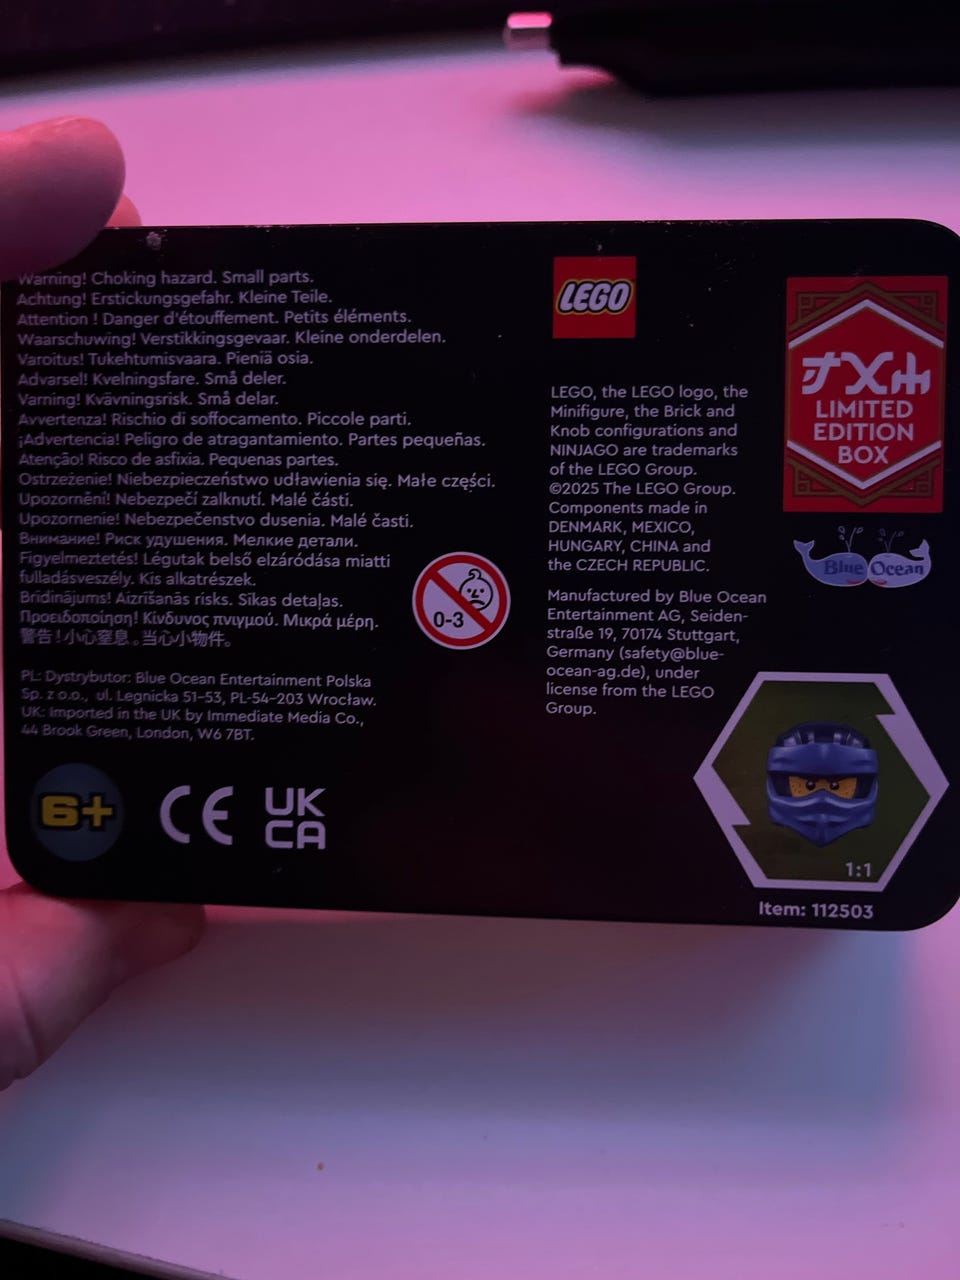 Warning! Choking hazard. Small parts.
Achtung! Erstickungsgefahr. Kleine Teile.
Attention ! Danger d'étouffement. Petits éléments.
Waarschuwing! Verstikkingsgevaar. Kleine onderdelen.
Varoitus! Tukehtumisvaara. Pieniä osia.
Advarsel! Kvelningsfare. Små deler.
Varning! Kvävningsrisk. Små delar.
Avvertenza! Rischio di soffocamento. Piccole parti.
¡Advertencia! Peligro de atragantamiento. Partes pequeñas.
Atenção! Risco de asfixia. Pequenas partes.
Ostrzeżenie! Niebezpieczeństwo udławienia się. Małe części.
Upozornění! Nebezpečí zalknutí. Malé části.
Upozornenie! Nebezpečenstvo dusenia. Malé časti.
Внимание! Риск удушения. Мелкие детали.
Figyelmeztetés! Légutak belső elzáródása miatti
fulladásveszély. Kis alkatrészek.
Brīdinājums! Aizrīšanās risks. Sīkas detaļas.
Προειδοποίηση! Κίνδυνος πνιγμού. Μικρά μέρη.
警告！小心窒息。当心小物件。
0-3
PL: Dystrybutor: Blue Ocean Entertainment Polska
Sp. z o.o., ul. Legnicka 51-53, PL-54-203 Wrocław.
UK: Imported in the UK by Immediate Media Co.,
44 Brook Green, London, W6 7BT.
6+
CE
UK
CA
LEGO
LEGO, the LEGO logo, the
Minifigure, the Brick and
Knob configurations and
NINJAGO are trademarks
of the LEGO Group.
©2025 The LEGO Group.
Components made in
DENMARK, MEXICO,
HUNGARY, CHINA and
the CZECH REPUBLIC.
Manufactured by Blue Ocean
Entertainment AG, Seiden-
straße 19, 70174 Stuttgart,
Germany (safety@blue-
ocean-ag.de), under
license from the LEGO
Group.
LIMITED
EDITION
BOX
Blue Ocean
1:1
Item: 112503